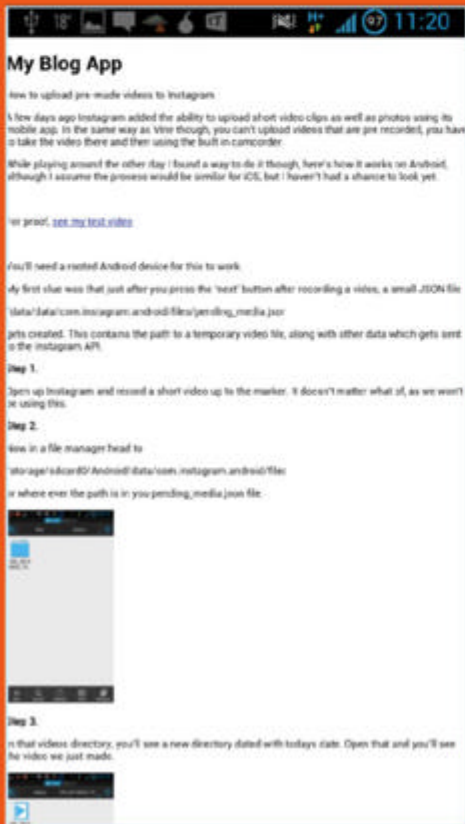 18° 97 11:20
My Blog App
How to upload pre-made videos to Instagram
A few days ago Instagram added the ability to upload short video clips as well as photos using its
mobile app. In the same way as Vine though, you can't upload videos that are pre recorded, you have
to take the video there and then using the built in camcorder.
While playing around the other day I found a way to do it though, here's how it works on Android,
although I assume the process would be similar for iOS, but I haven't had a chance to look yet.
For proof, see my test video
You'll need a rooted Android device for this to work.
My first clue was that just after you press the 'next' button after recording a video, a small JSON file
/data/data/com.instagram.android/files/pending_media.json
gets created. This contains the path to a temporary video file, along with other data which gets sent
to the instagram API.
Step 1.
Open up Instagram and record a short video up to the marker. It doesn't matter what of, as we won't
be using this.
Step 2.
Now in a file manager head to
/storage/sdcard0/Android/data/com.instagram.android/files
or where ever the path is in you pending_media.json file.
Step 3.
In that videos directory, you'll see a new directory dated with todays date. Open that and you'll see
the video we just made.